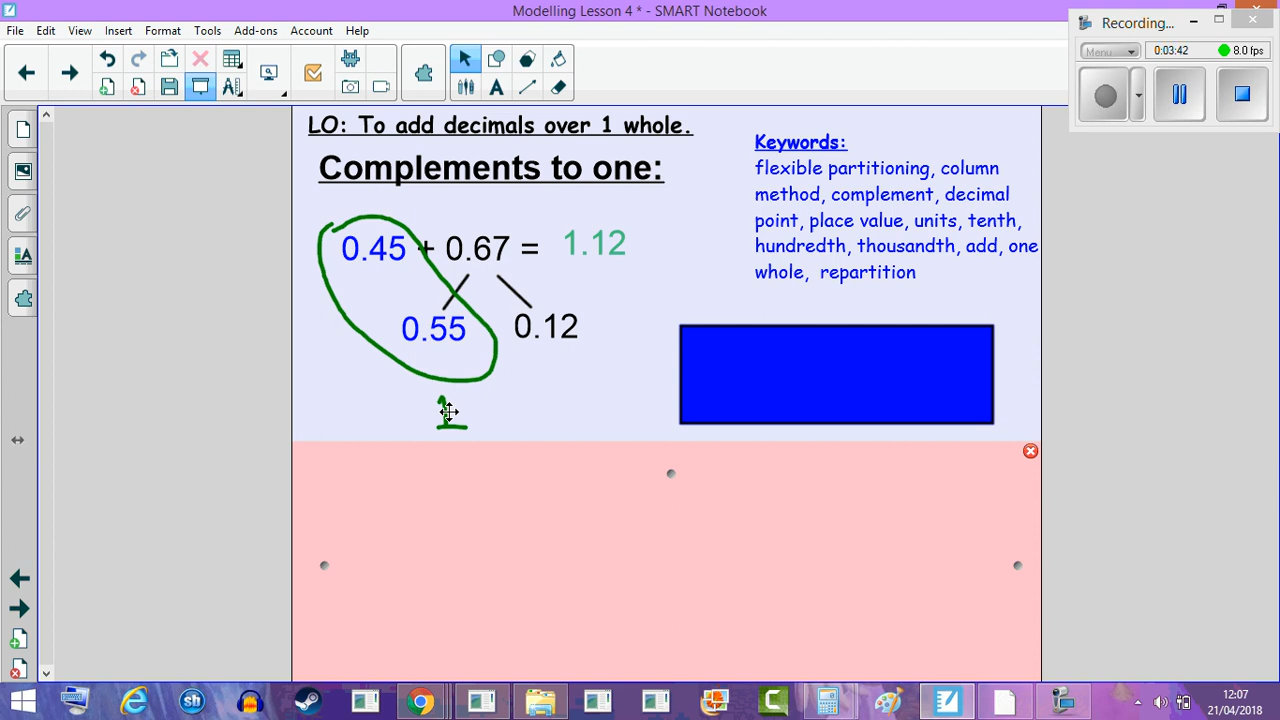 Modelling Lesson 4 * - SMART Notebook
File Edit View Insert Format Tools Add-ons Account Help
Recording...
Menu 0:03:42 8.0 fps
LO: To add decimals over 1 whole.
Complements to one:
0.45 + 0.67 = 1.12
0.55 0.12
1
Keywords:
flexible partitioning, column
method, complement, decimal
point, place value, units, tenth,
hundredth, thousandth, add, one
whole, repartition
12:07
21/04/2018